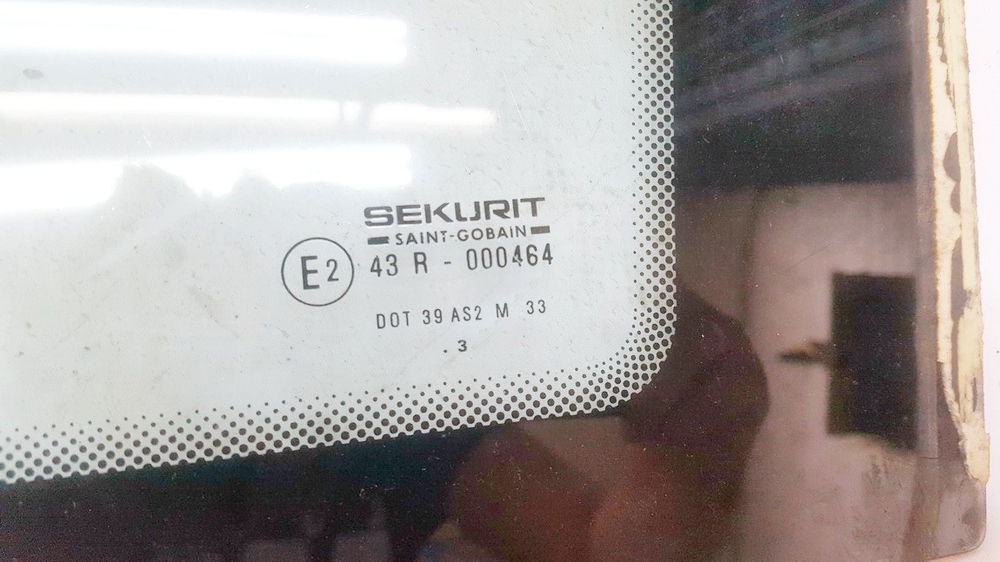 SEKURIT
SAINT-GOBAIN
E2 43 R - 000464
DOT 39 AS2 M 33
. 3